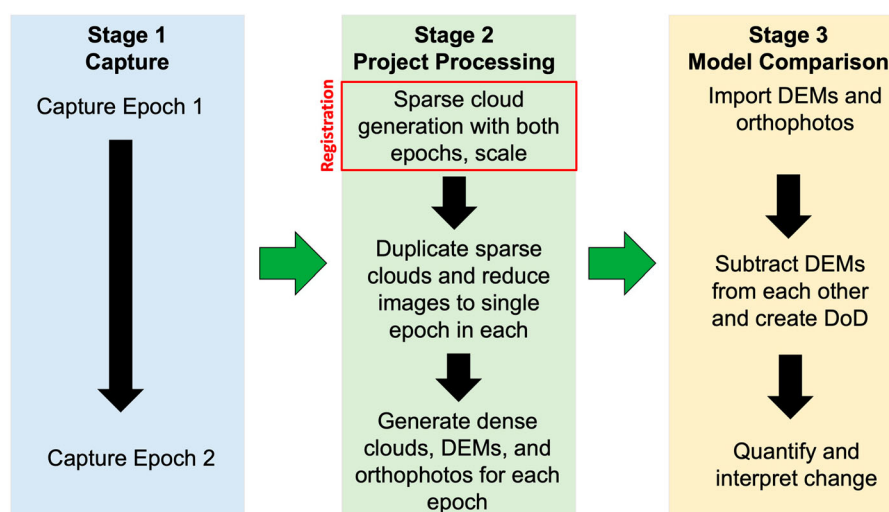 Stage 1
Capture
Capture Epoch 1
Capture Epoch 2
Stage 2
Project Processing
Registration
Sparse cloud
generation with both
epochs, scale
Duplicate sparse
clouds and reduce
images to single
epoch in each
Generate dense
clouds, DEMs, and
orthophotos for each
epoch
Stage 3
Model Comparison
Import DEMs and
orthophotos
Subtract DEMs
from each other
and create DoD
Quantify and
interpret change